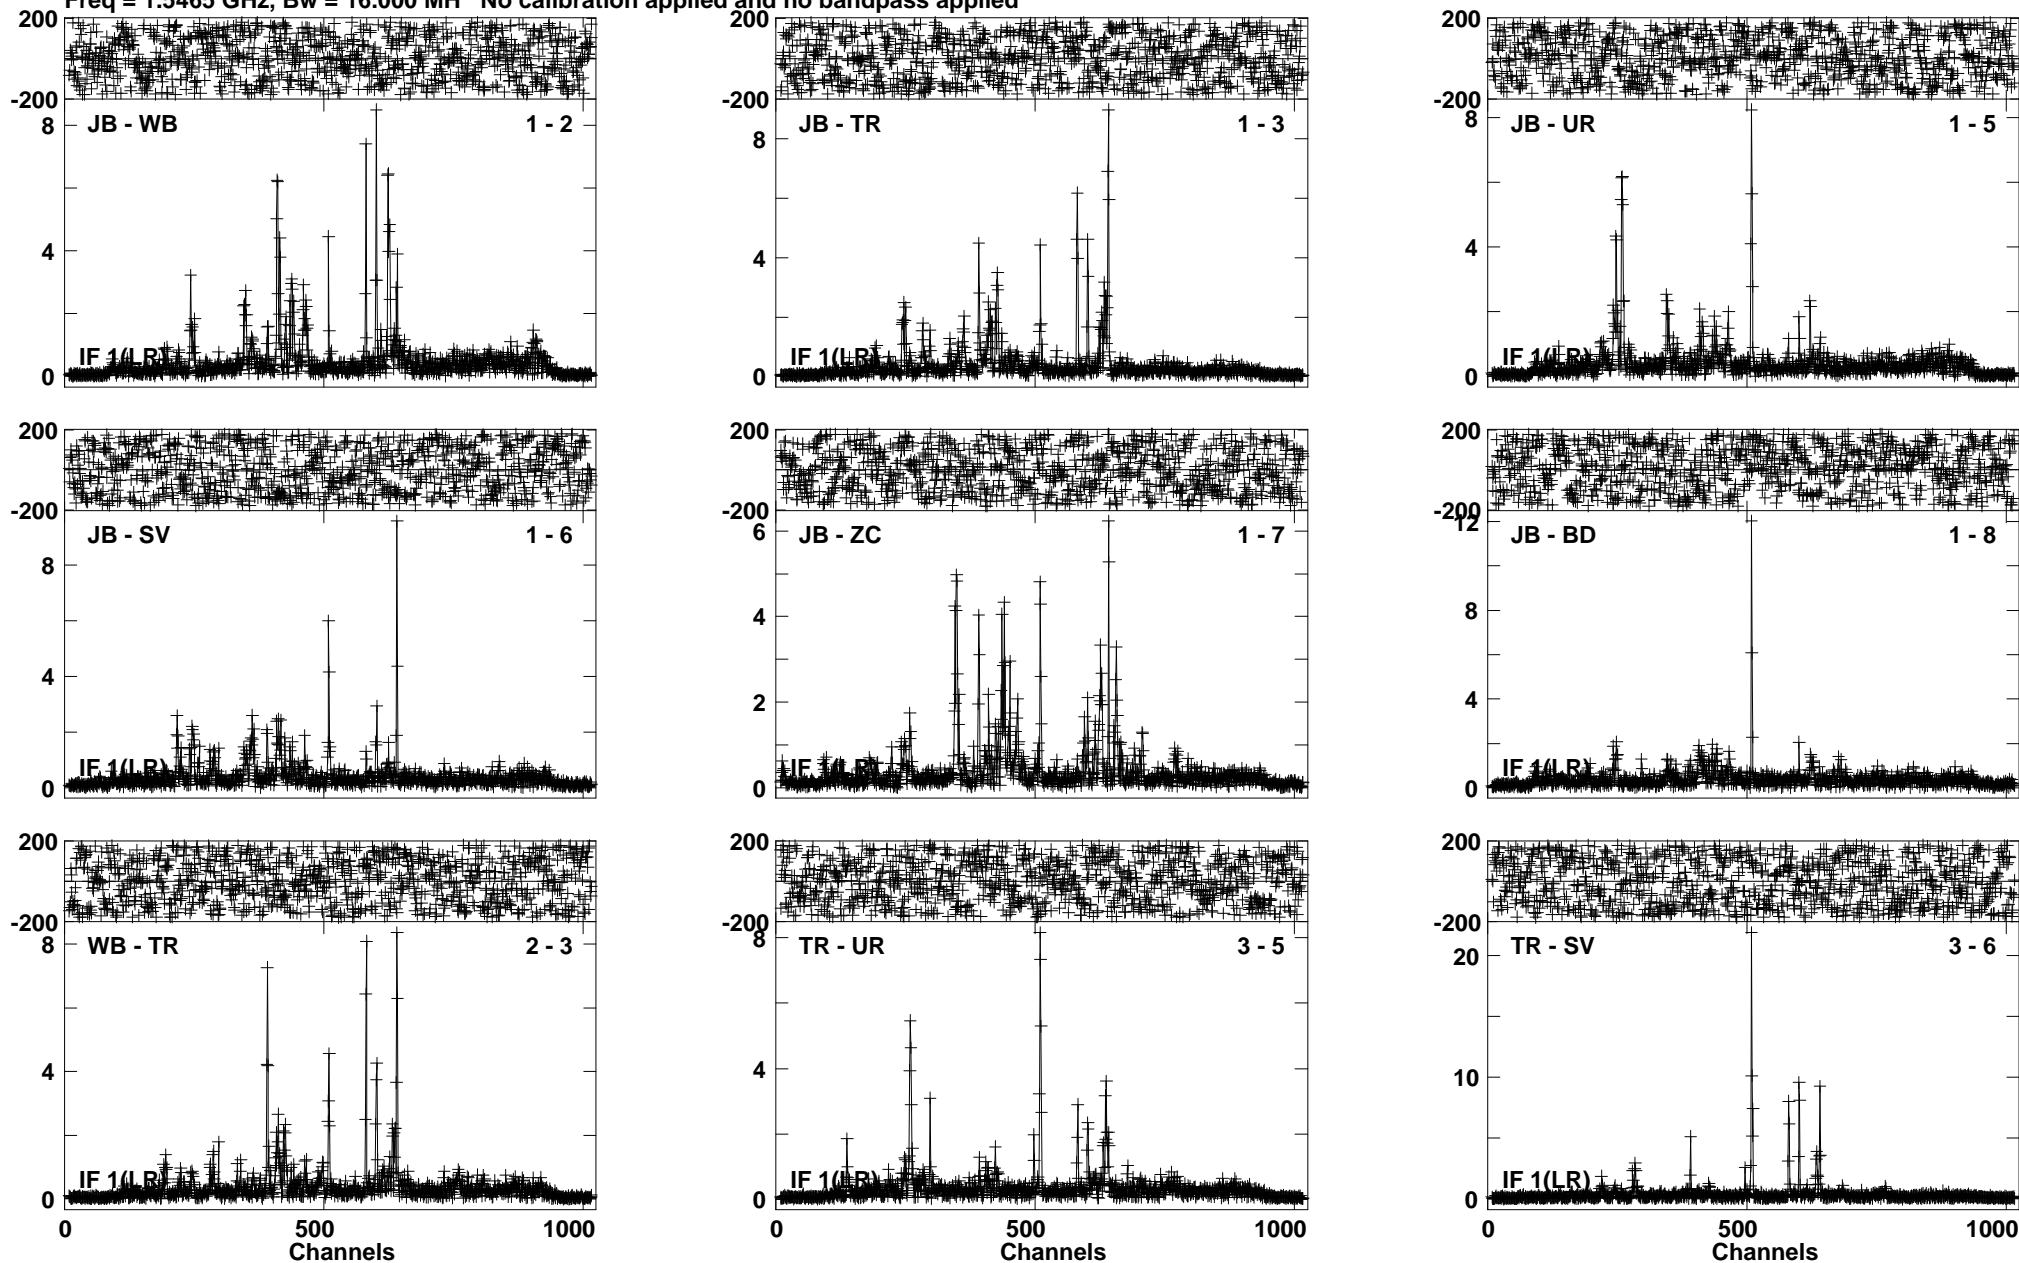 Freq = 1.5465 GHz, Bw = 16.000 MH No calibration applied and no bandpass applied
200
-200
JB - WB 1 - 2
8
4
0
IF 1(LR)
200
-200
JB - TR 1 - 3
8
4
0
IF 1(LR)
200
-200
JB - UR 1 - 5
8
4
0
IF 1(LR)
200
-200
JB - SV 1 - 6
8
4
0
IF 1(LR)
200
-200
JB - ZC 1 - 7
6
4
2
0
IF 1(LR)
200
-200
JB - BD 1 - 8
12
8
4
0
IF 1(LR)
200
-200
WB - TR 2 - 3
8
4
0
IF 1(LR)
0 500 1000
Channels
200
-200
TR - UR 3 - 5
8
4
0
IF 1(LR)
0 500 1000
Channels
200
-200
TR - SV 3 - 6
20
10
0
IF 1(LR)
0 500 1000
Channels